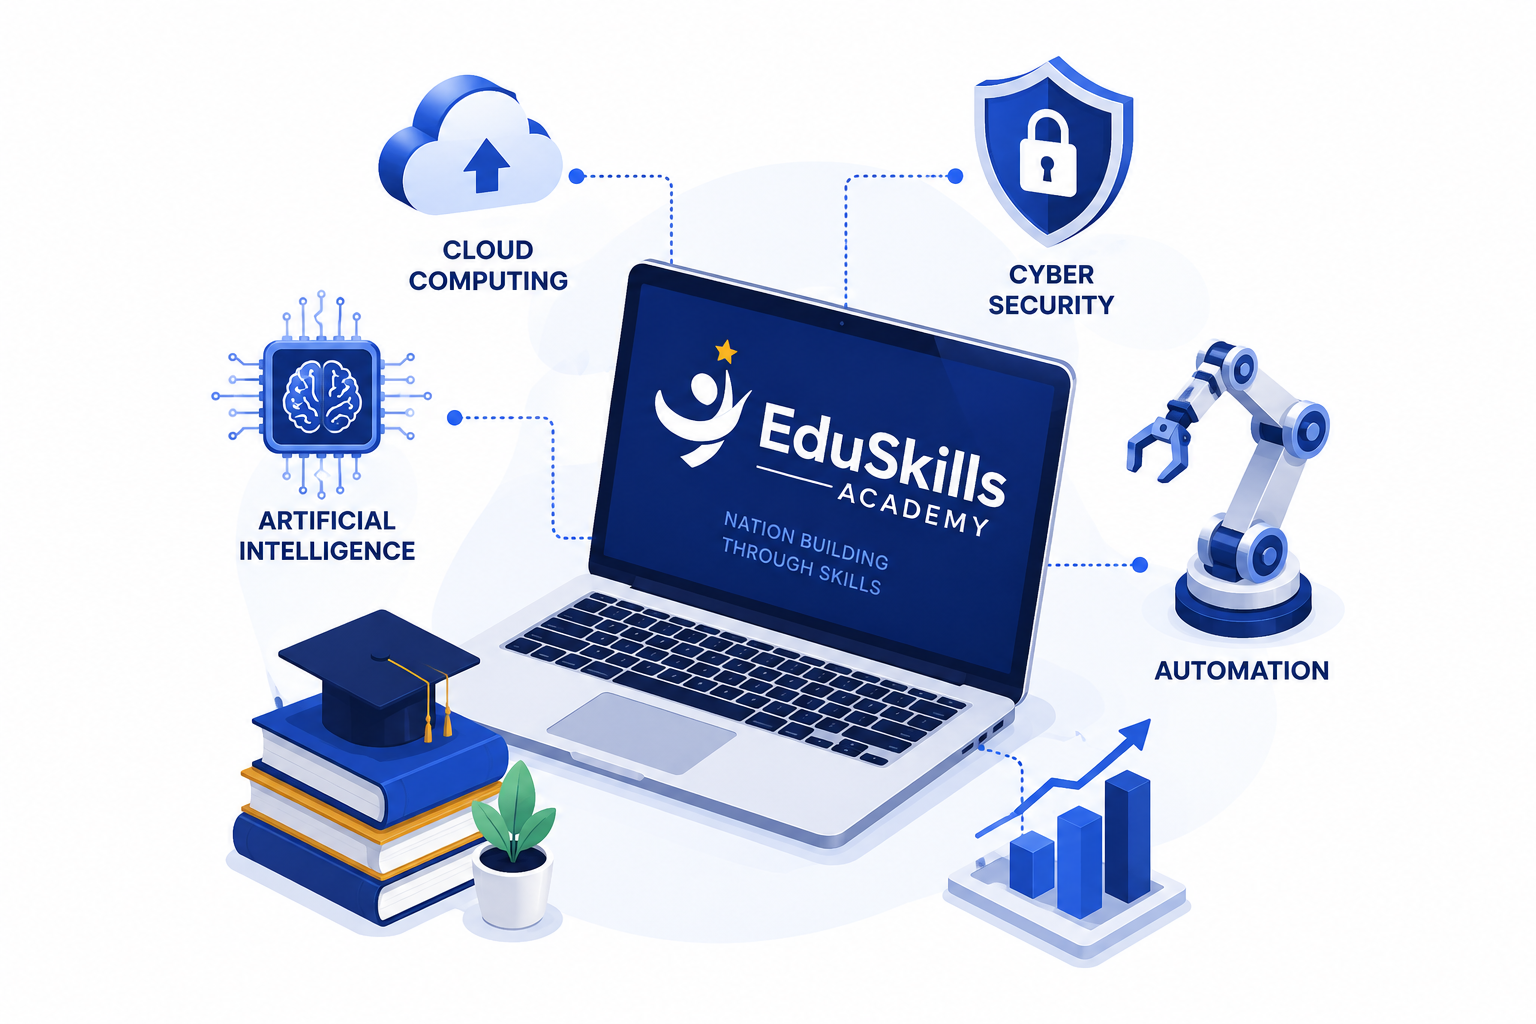 CLOUD
COMPUTING
CYBER
SECURITY
ARTIFICIAL
INTELLIGENCE
EduSkills
ACADEMY
NATION BUILDING
THROUGH SKILLS
AUTOMATION